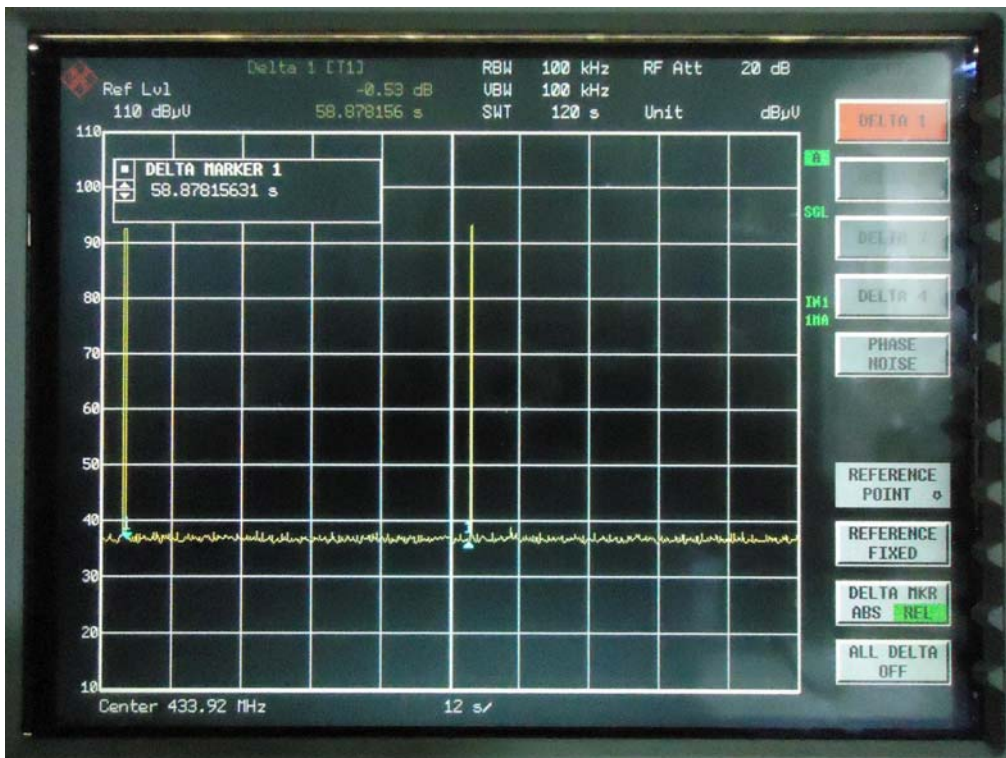 Delta 1 [T1]
RBW 100 kHz RF Att 20 dB
Ref Lvl
-0.53 dB
VBW 100 kHz
110 dBµV
58.878156 s
SWT 120 s Unit dBµV
DELTA 1
110
DELTA MARKER 1
58.87815631 s
A
100
SGL
90
80
IN1
1MA
DELTA 4
PHASE
NOISE
70
60
50
REFERENCE
POINT
40
1
REFERENCE
FIXED
30
DELTA MKR
ABS REL
20
ALL DELTA
OFF
10
Center 433.92 MHz
12 s/